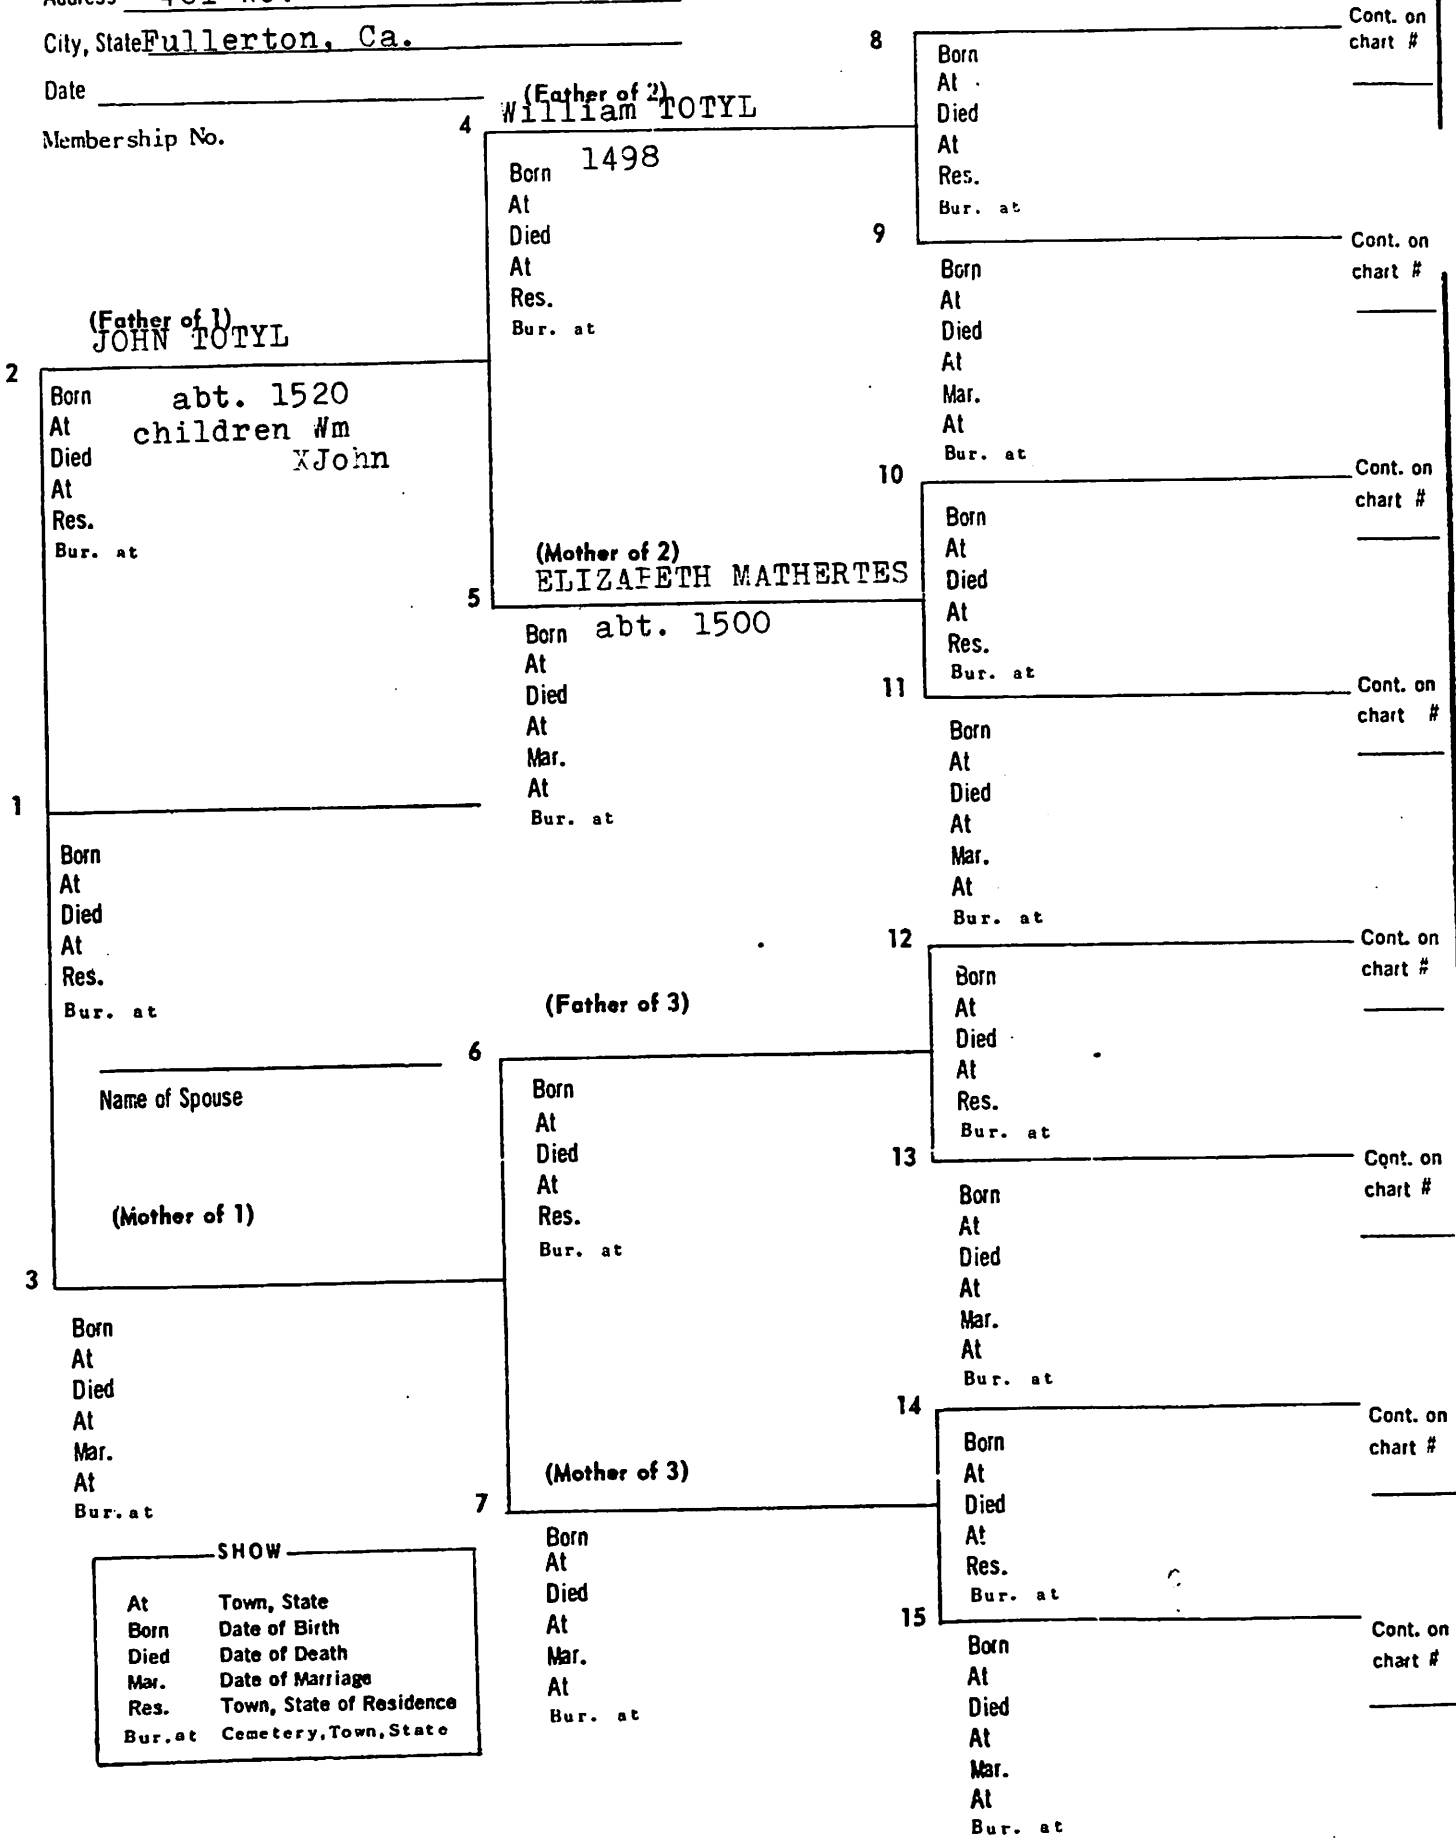 City, State Fullerton, Ca.
Date
Membership No.
8
Cont. on
chart #
Born
At
Died
At
Res.
Bur. at
(Father of 2)
William TOTYL
4
Born 1498
At
Died
At
Res.
Bur. at
9
Cont. on
chart #
Born
At
Died
At
Mar.
At
Bur. at
(Father of 1)
JOHN TOTYL
2
Born abt. 1520
At children Wm
Died XJohn
At
Res.
Bur. at
10
Cont. on
chart #
Born
At
Died
At
Res.
Bur. at
(Mother of 2)
ELIZABETH MATHERTES
5
Born abt. 1500
At
Died
At
Mar.
At
Bur. at
11
Cont. on
chart #
Born
At
Died
At
Mar.
At
Bur. at
1
Born
At
Died
At
Res.
Bur. at
Name of Spouse
12
Cont. on
chart #
Born
At
Died
At
Res.
Bur. at
(Father of 3)
6
Born
At
Died
At
Res.
Bur. at
13
Cont. on
chart #
Born
At
Died
At
Mar.
At
Bur. at
(Mother of 1)
3
Born
At
Died
At
Mar.
At
Bur. at
14
Cont. on
chart #
Born
At
Died
At
Res.
Bur. at
(Mother of 3)
7
Born
At
Died
At
Mar.
At
Bur. at
15
Cont. on
chart #
Born
At
Died
At
Mar.
At
Bur. at
SHOW
At Town, State
Born Date of Birth
Died Date of Death
Mar. Date of Marriage
Res. Town, State of Residence
Bur.at Cemetery,Town,State